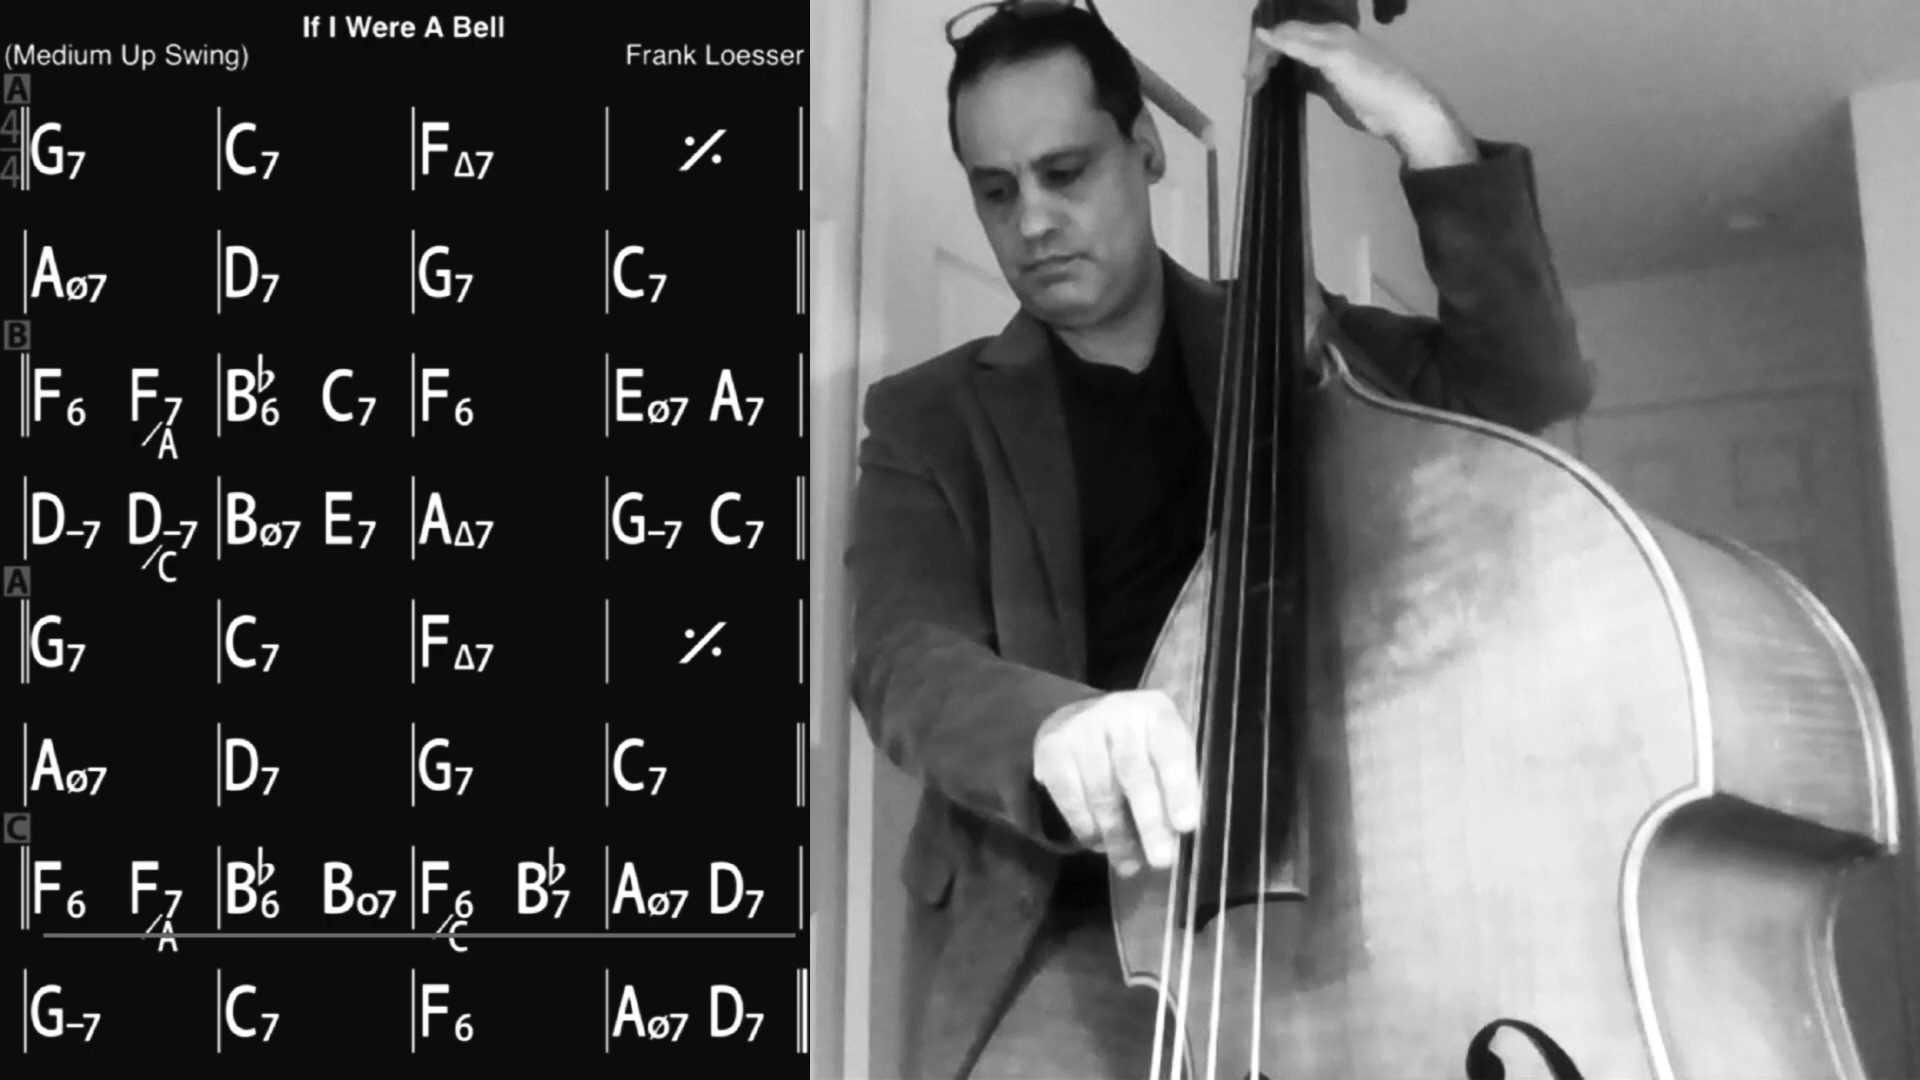 If I Were A Bell
(Medium Up Swing) Frank Loesser
A
4/4 G7 | C7 | FΔ7 | 𝄎 |
Aø7 | D7 | G7 | C7
B
F6 F7/A | B♭6 C7 | F6 | Eø7 A7 |
D–7 D–7/C | Bø7 E7 | AΔ7 | G–7 C7
A
G7 | C7 | FΔ7 | 𝄎 |
Aø7 | D7 | G7 | C7
C
F6 F7/A | B♭6 Bo7 | F6/C B♭7 | Aø7 D7 |
G–7 | C7 | F6 | Aø7 D7